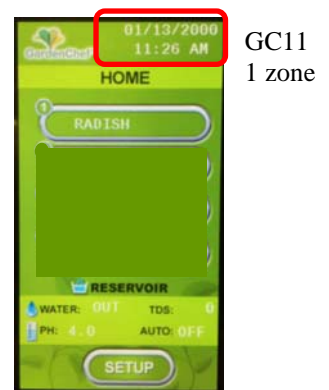 01/13/2000
11:26 AM
GardenChef
HOME
1
RADISH
RESERVOIR
WATER: OUT TDS: 0
PH: 4.0 AUTO: OFF
SETUP
GC11
1 zone